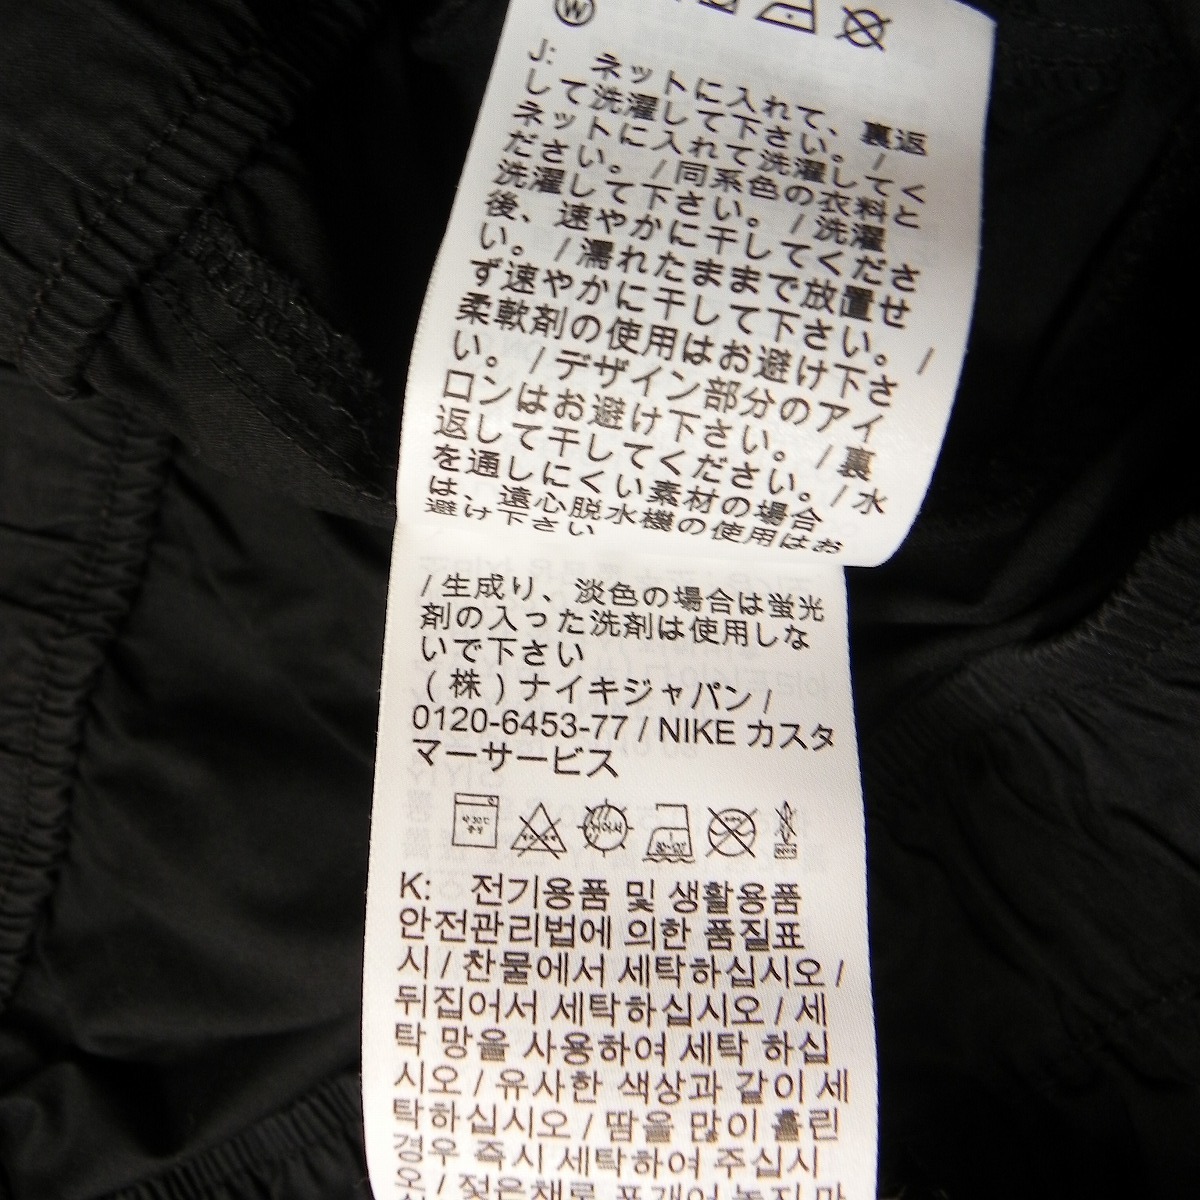 W
J: ネットに入れて、裏返
して洗濯して下さい。/
ネットに入れて洗濯してく
ださい。/同系色の衣料と
洗濯して下さい。/洗濯
後、速やかに干してくださ
い。/濡れたままで放置せ
ず速やかに干して下さい。/
柔軟剤の使用はお避け下さ
い。/デザイン部分のアイ
ロンはお避け下さい。/裏
返して干してください。/水
を通しにくい素材の場合
は、遠心脱水機の使用はお
避け下さい
/生成り、淡色の場合は蛍光
剤の入った洗剤は使用しな
いで下さい
(株)ナイキジャパン/
0120-6453-77 / NIKE カスタ
マーサービス
K: 전기용품 및 생활용품
안전관리법에 의한 품질표
시 / 찬물에서 세탁하십시오 /
뒤집어서 세탁하십시오 / 세
탁 망을 사용하여 세탁 하십
시오 / 유사한 색상과 같이 세
탁하십시오 / 땀을 많이 흘린
경우 즉시 세탁하여 주십시
오 / 젖은채로 포개어 놓지 마